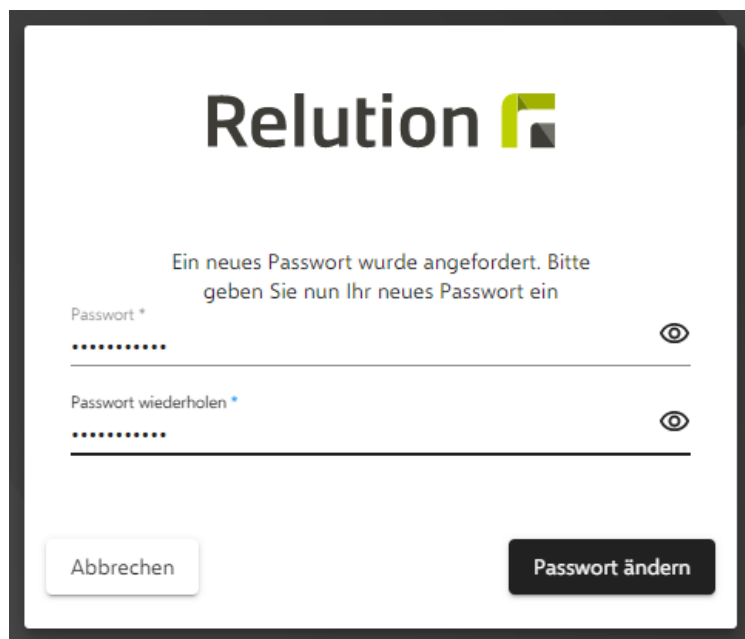 Relution
Ein neues Passwort wurde angefordert. Bitte
geben Sie nun Ihr neues Passwort ein
Passwort *
•••••••••••
Passwort wiederholen *
•••••••••••
Abbrechen
Passwort ändern